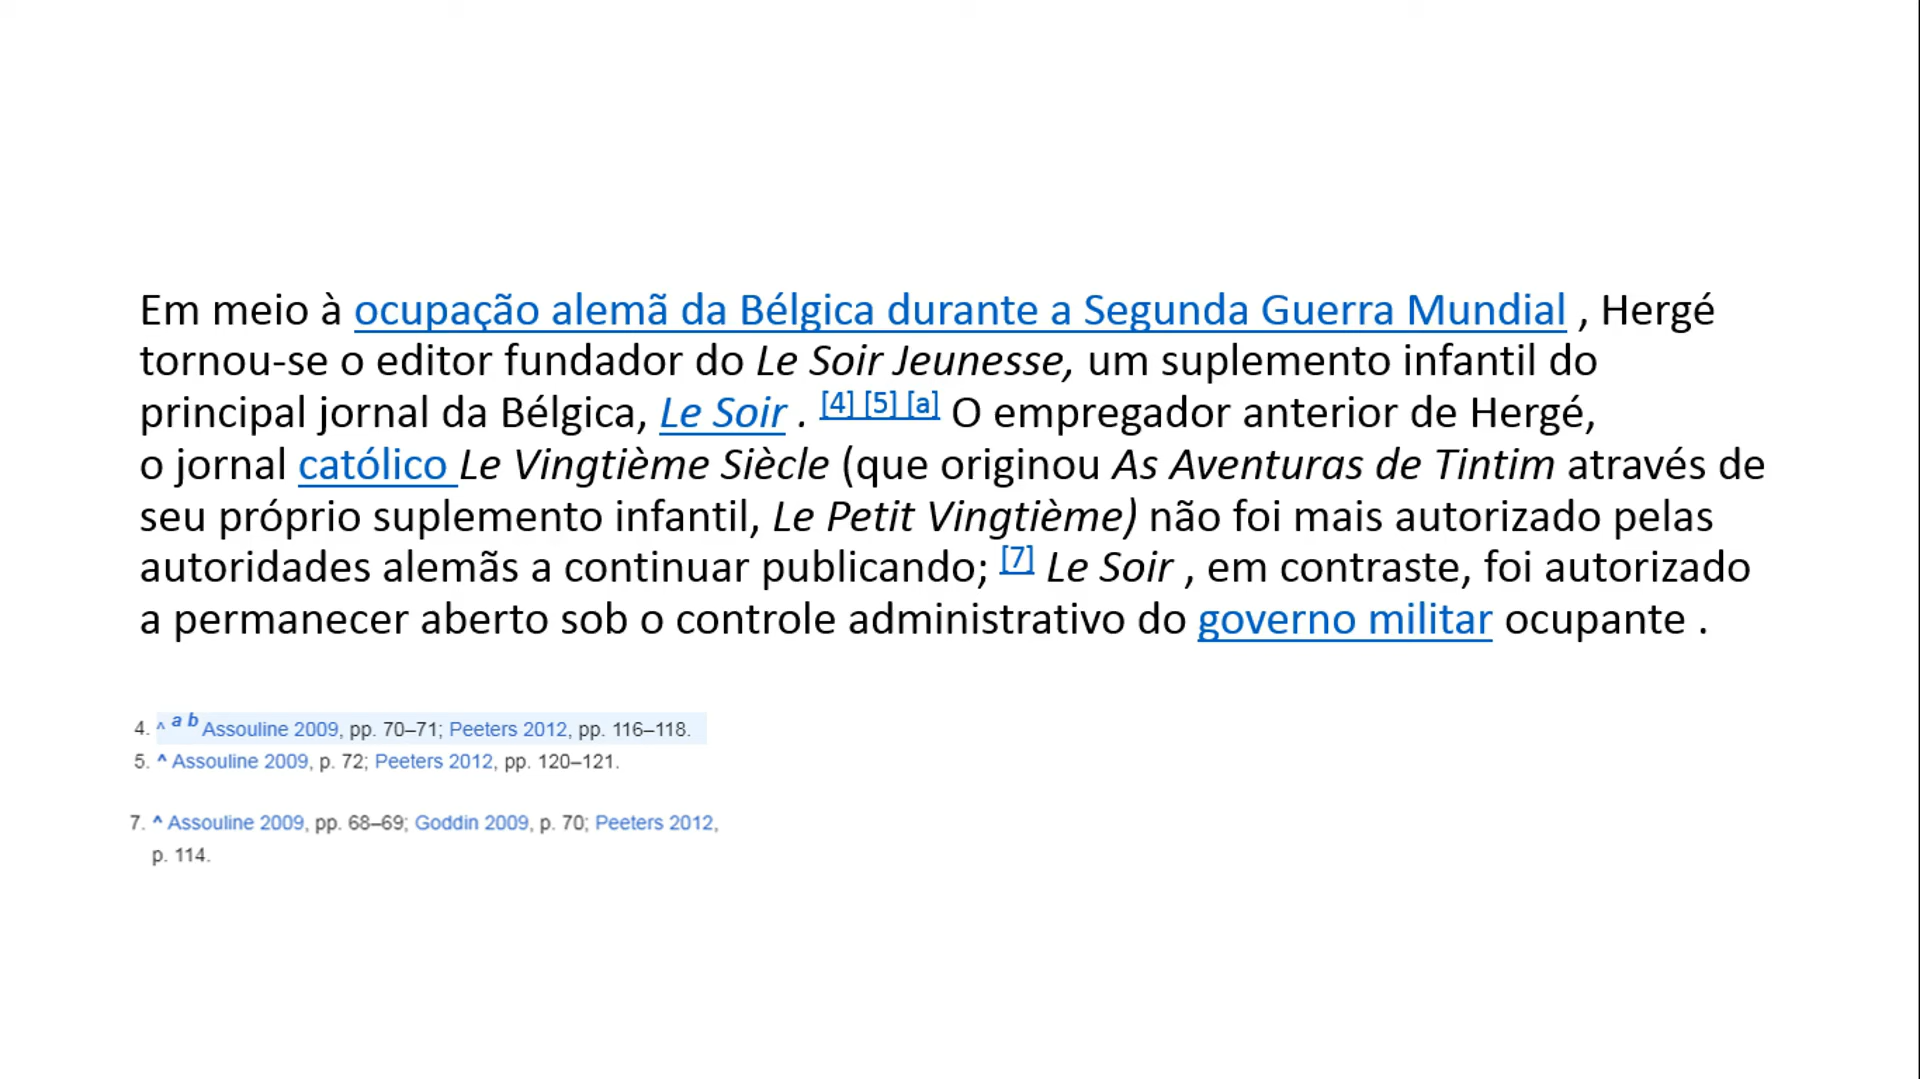 Em meio à ocupação alemã da Bélgica durante a Segunda Guerra Mundial , Hergé
tornou-se o editor fundador do Le Soir Jeunesse, um suplemento infantil do
principal jornal da Bélgica, Le Soir . [4] [5] [a] O empregador anterior de Hergé,
o jornal católico Le Vingtième Siècle (que originou As Aventuras de Tintim através de
seu próprio suplemento infantil, Le Petit Vingtième) não foi mais autorizado pelas
autoridades alemãs a continuar publicando; [7] Le Soir , em contraste, foi autorizado
a permanecer aberto sob o controle administrativo do governo militar ocupante .
4. ^ a b Assouline 2009, pp. 70–71; Peeters 2012, pp. 116–118.
5. ^ Assouline 2009, p. 72; Peeters 2012, pp. 120–121.
7. ^ Assouline 2009, pp. 68–69; Goddin 2009, p. 70; Peeters 2012,
p. 114.